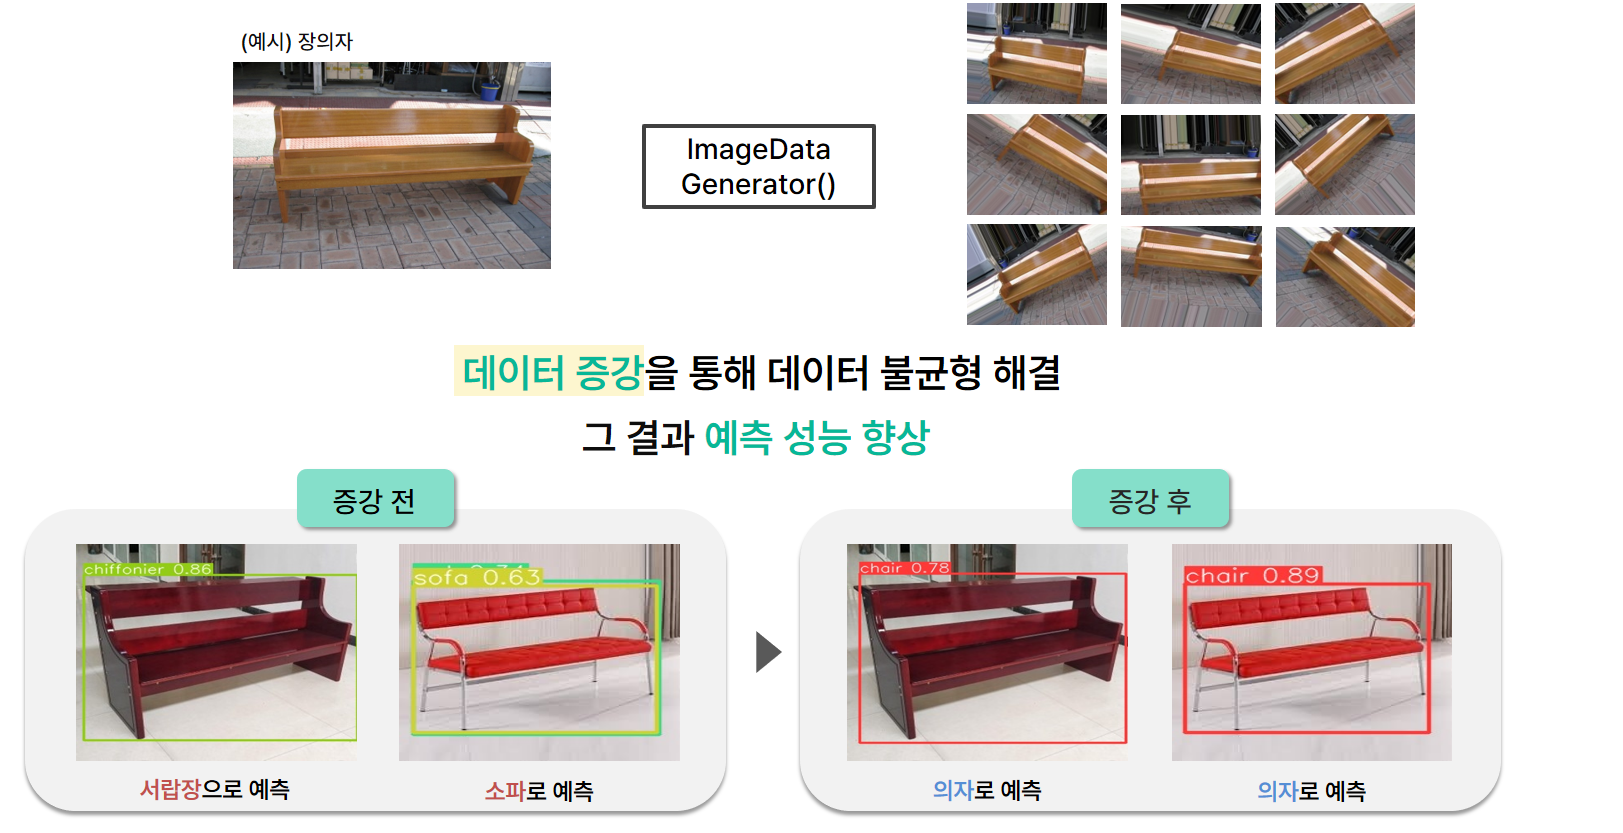 (예시) 장의자
ImageData
Generator()
데이터 증강을 통해 데이터 불균형 해결
그 결과 예측 성능 향상
증강 전
증강 후
chiffonier 0.86
sofa 0.63
chair 0.78
chair 0.89
서랍장으로 예측
소파로 예측
의자로 예측
의자로 예측